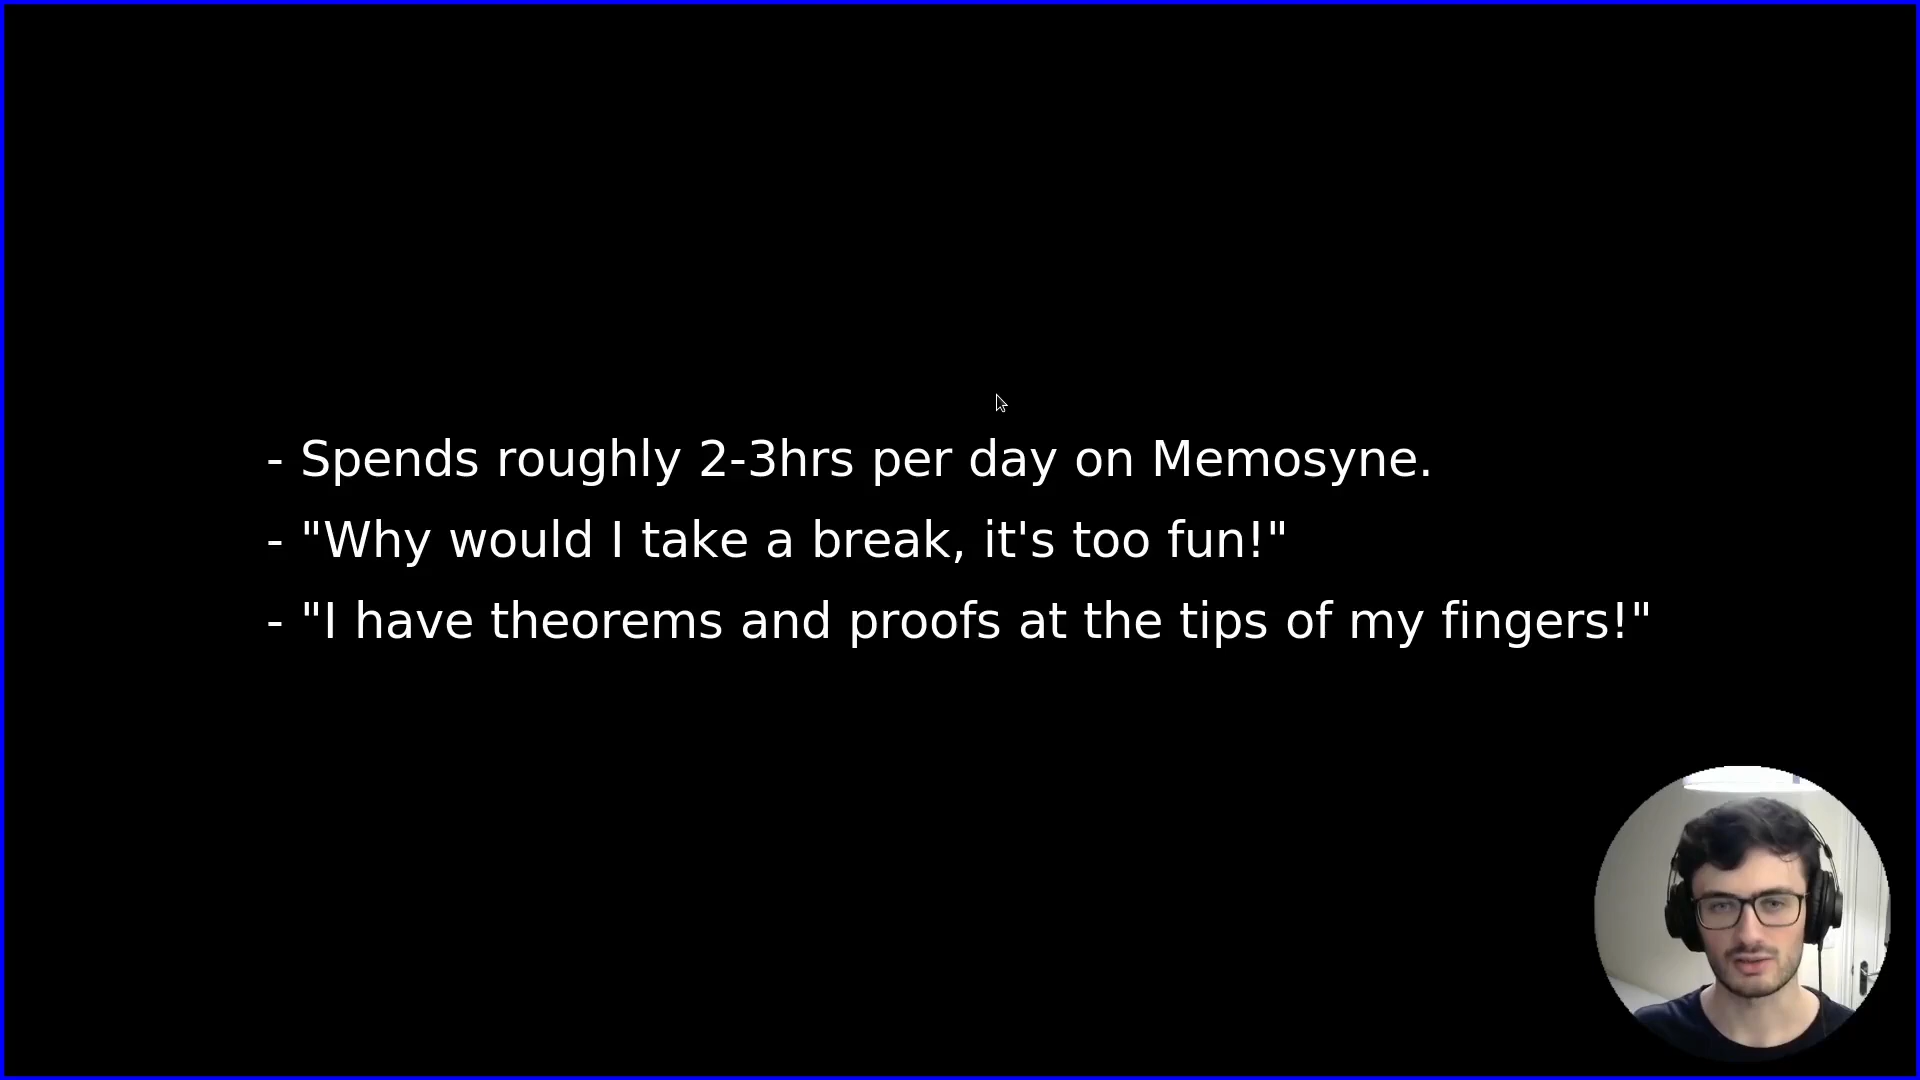 - Spends roughly 2-3hrs per day on Memosyne.
- "Why would I take a break, it's too fun!"
- "I have theorems and proofs at the tips of my fingers!"